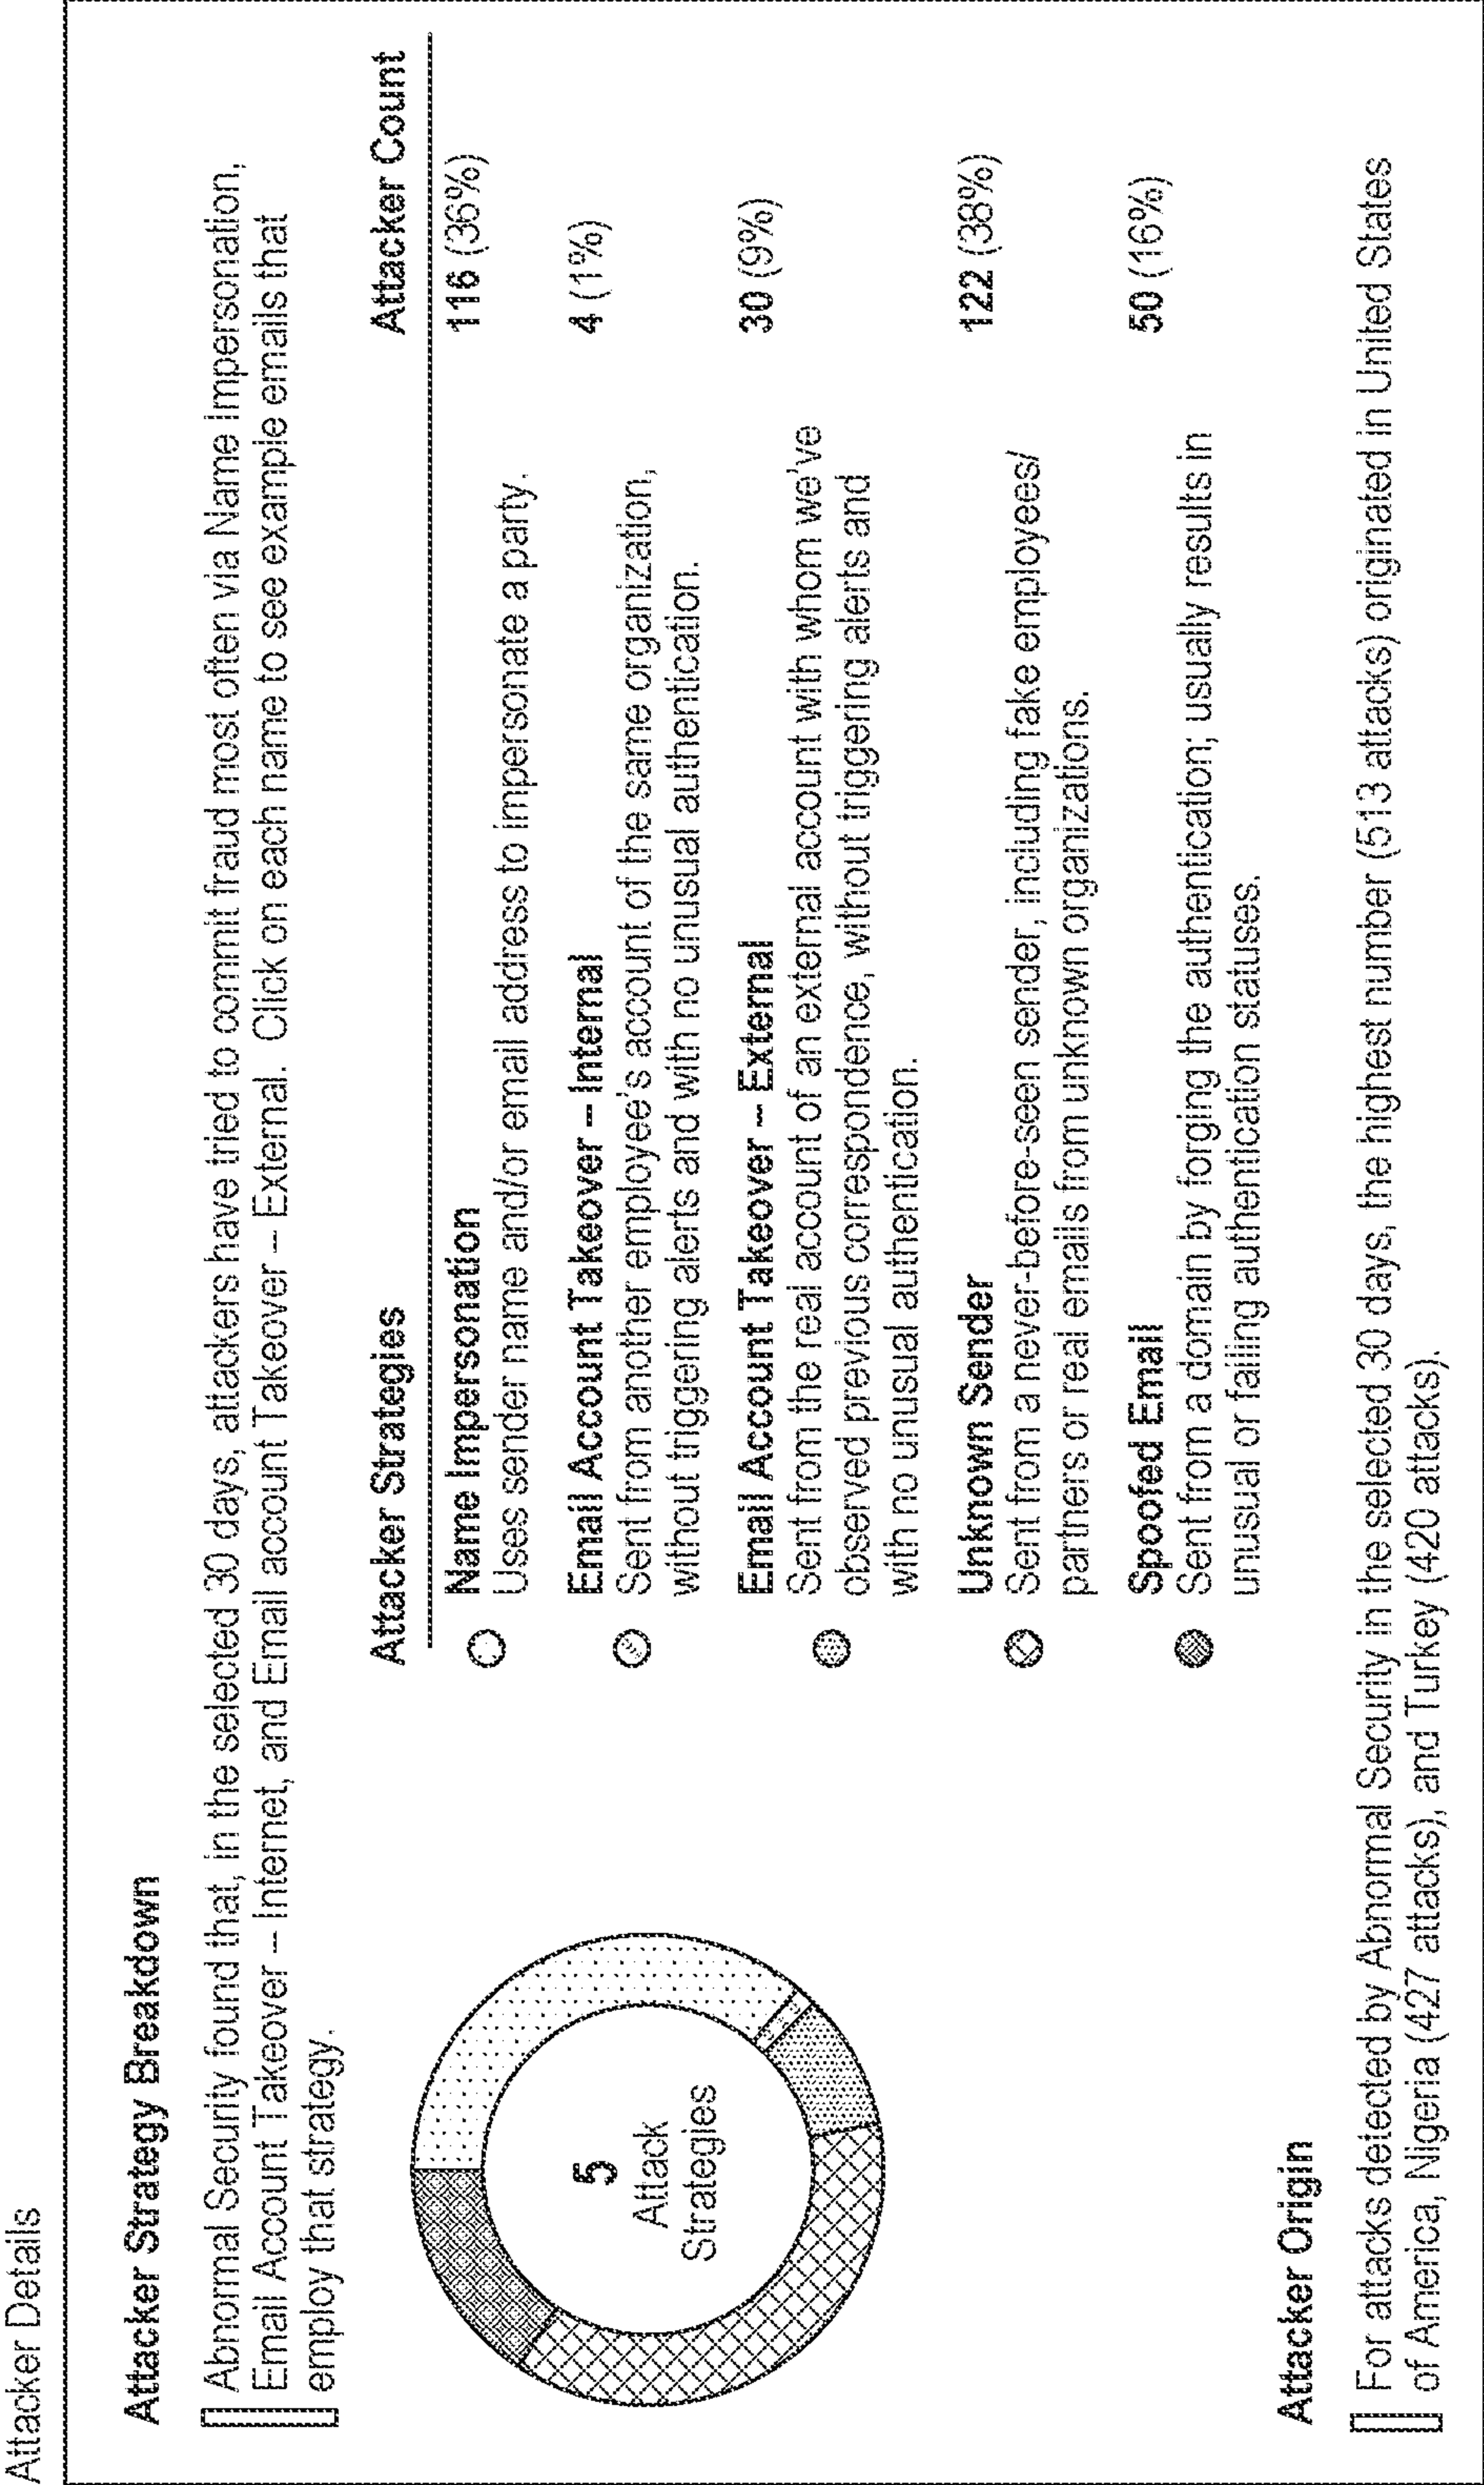 Attacker Details
Attacker Strategy Breakdown
Abnormal Security found that, in the selected 30 days, attackers have tried to commit fraud most often via Name Impersonation,
Email Account Takeover – Internet, and Email account Takeover – External. Click on each name to see example emails that
employ that strategy.
5
Attack
Strategies
Attacker Strategies
Attacker Count
Name Impersonation
116 (36%)
Uses sender name and/or email address to impersonate a party.
Email Account Takeover – Internal
4 (1%)
Sent from another employee's account of the same organization,
without triggering alerts and with no unusual authentication.
Email Account Takeover – External
30 (9%)
Sent from the real account of an external account with whom we've
observed previous correspondence, without triggering alerts and
with no unusual authentication.
Unknown Sender
122 (38%)
Sent from a never-before-seen sender, including fake employees/
partners or real emails from unknown organizations.
Spoofed Email
50 (16%)
Sent from a domain by forging the authentication; usually results in
unusual or failing authentication statuses.
Attacker Origin
For attacks detected by Abnormal Security in the selected 30 days, the highest number (513 attacks) originated in United States
of America, Nigeria (427 attacks), and Turkey (420 attacks).